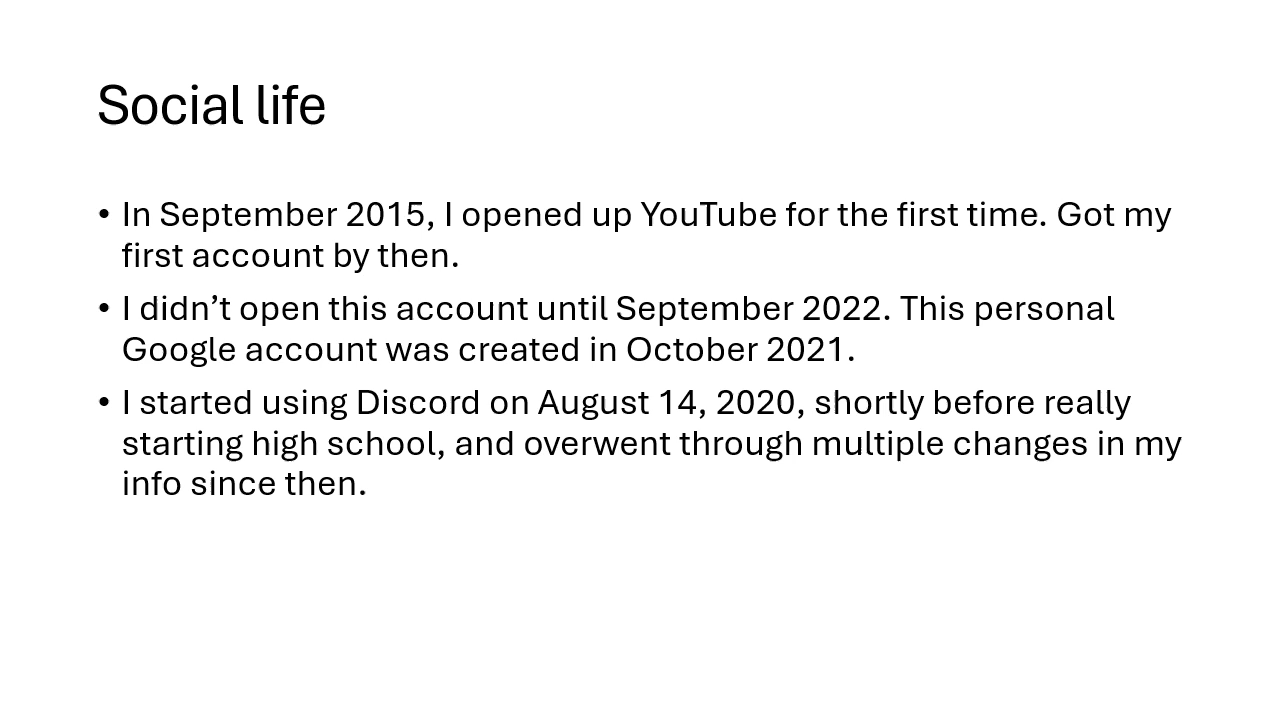 Social life
• In September 2015, I opened up YouTube for the first time. Got my
first account by then.
• I didn’t open this account until September 2022. This personal
Google account was created in October 2021.
• I started using Discord on August 14, 2020, shortly before really
starting high school, and overwent through multiple changes in my
info since then.